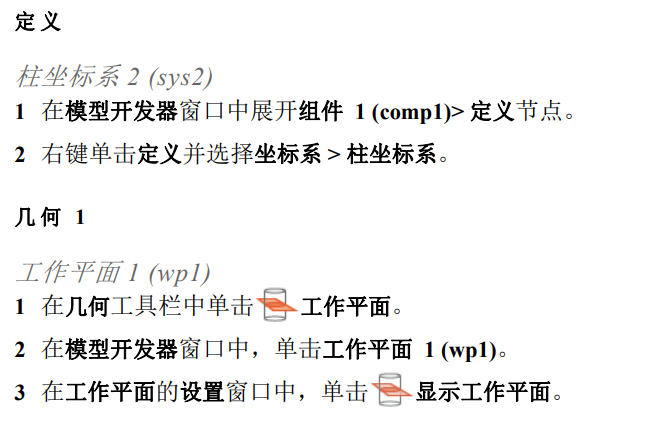 定义
柱坐标系 2 (sys2)
1 在模型开发器窗口中展开组件 1 (comp1)> 定义节点。
2 右键单击定义并选择坐标系 > 柱坐标系。
几何 1
工作平面 1 (wp1)
1 在几何工具栏中单击 工作平面。
2 在模型开发器窗口中，单击工作平面 1 (wp1)。
3 在工作平面的设置窗口中，单击 显示工作平面。